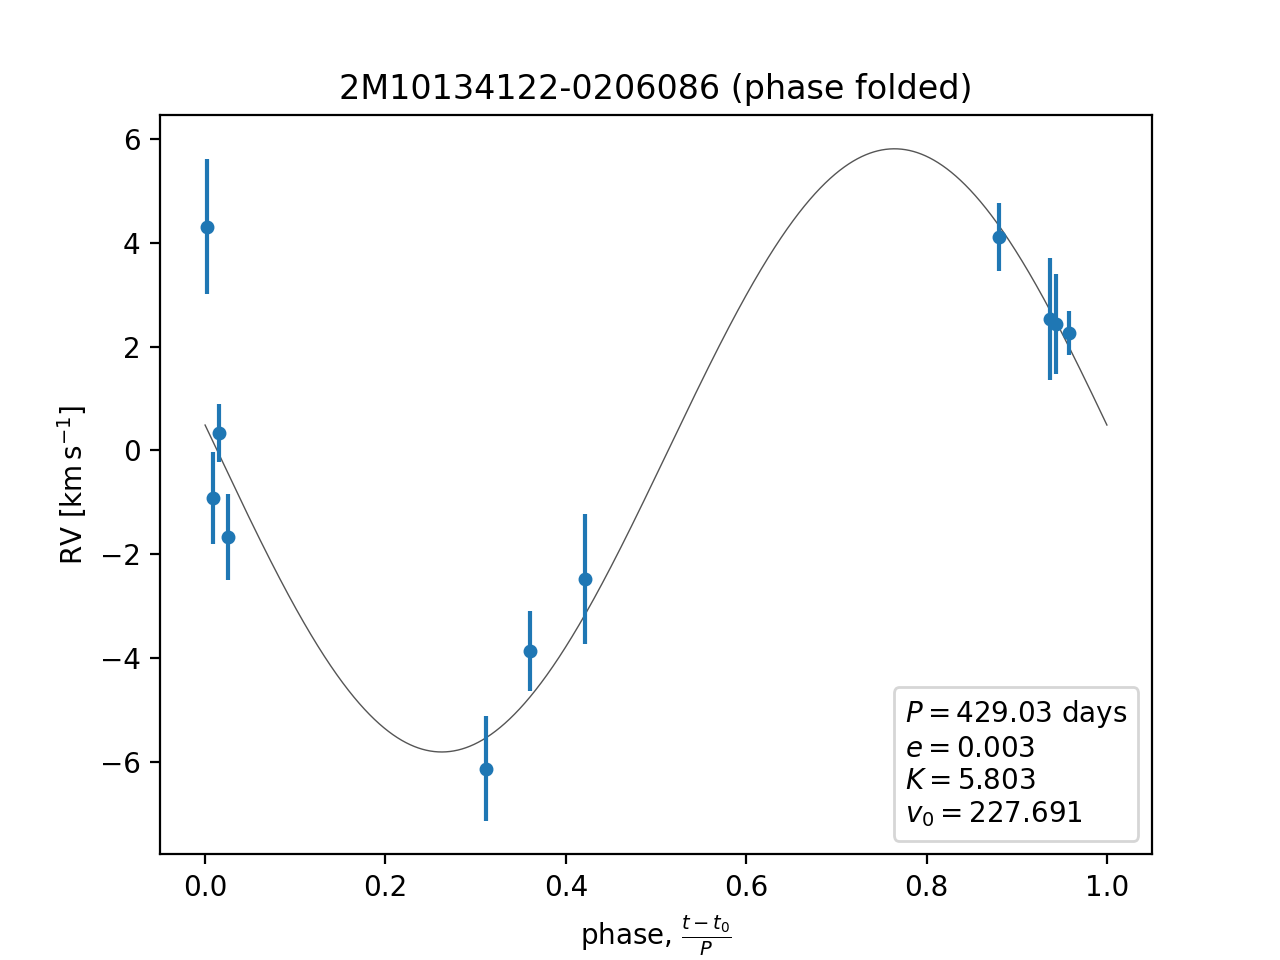 2M10134122-0206086 (phase folded)
6
4
2
0
−2
−4
−6
RV [km s⁻¹]
P = 429.03 days
e = 0.003
K = 5.803
v₀ = 227.691
0.0 0.2 0.4 0.6 0.8 1.0
phase, (t − t₀)/P